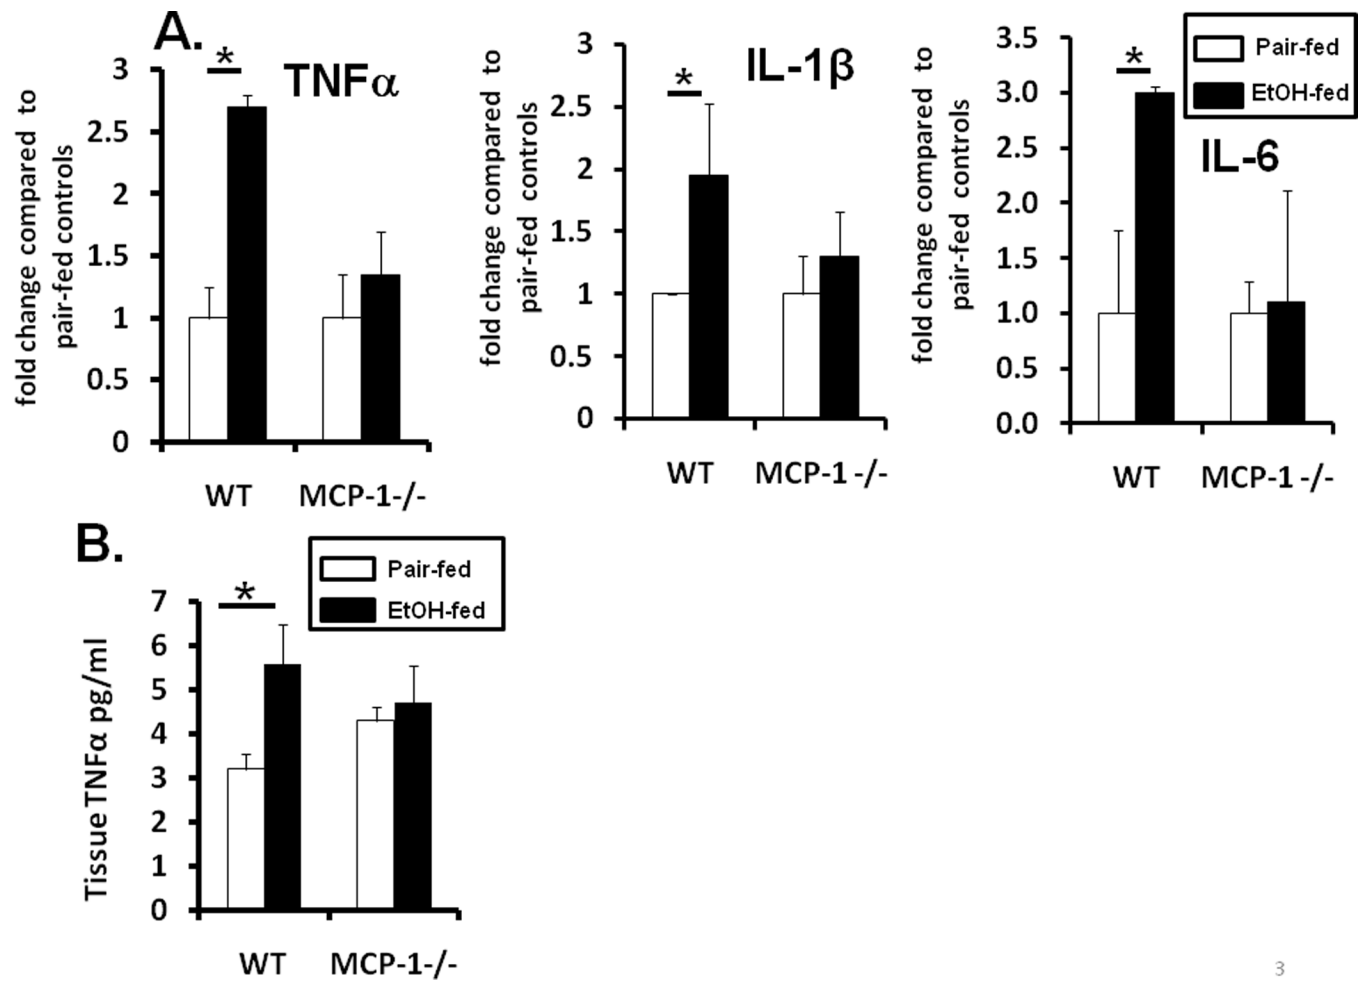 A.
TNFα
*
fold change compared to
pair-fed controls
3
2.5
2
1.5
1
0.5
0
WT
MCP-1-/-
IL-1β
*
fold change compared to
pair-fed controls
3
2.5
2
1.5
1
0.5
0
WT
MCP-1 -/-
Pair-fed
EtOH-fed
IL-6
*
fold change compared to
pair-fed controls
3.5
3.0
2.5
2.0
1.5
1.0
0.5
0.0
WT
MCP-1 -/-
B.
Pair-fed
EtOH-fed
*
Tissue TNFα pg/ml
7
6
5
4
3
2
1
0
WT
MCP-1-/-
3